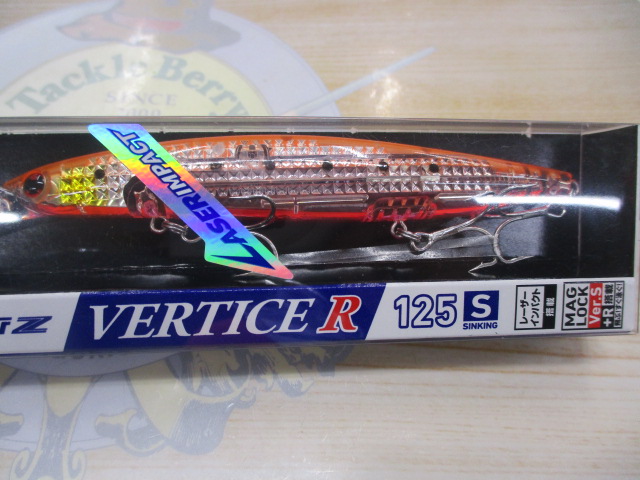 Tackle Berry
SINCE
LASER IMPACT
VERTICE R
125
S
SINKING
レーザー
インパクト
搭載
MAG
LOCK
Ver.S
+R 搭載